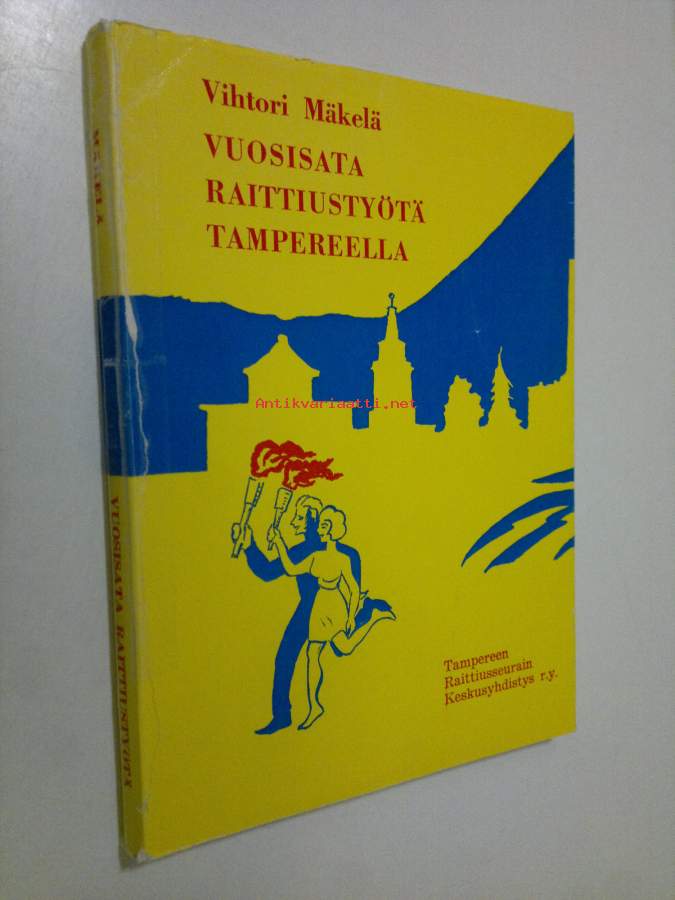 Vihtori Mäkelä
VUOSISATA
RAITTIUSTYÖTÄ
TAMPEREELLA
Antikvariaatti.net
Tampereen
Raittiusseurain
Keskusyhdistys r.y.
MÄKELÄ
VUOSISATA RAITTIUSTYÖTÄ